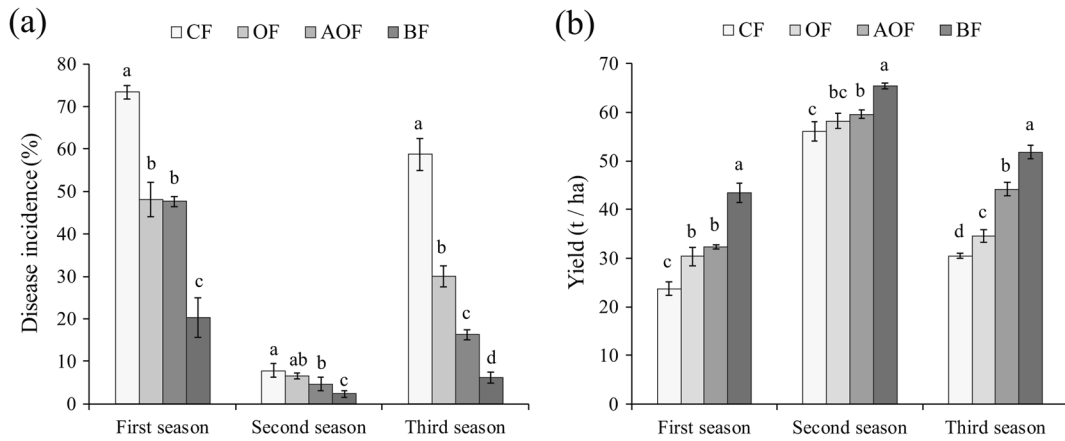 (a)
CF OF AOF BF
Disease incidence (%)
80
70
60
50
40
30
20
10
0
a
b
b
c
a
ab
b
c
a
b
c
d
First season
Second season
Third season
(b)
CF OF AOF BF
Yield (t / ha)
70
60
50
40
30
20
10
0
c
b
b
a
c
bc
b
a
d
c
b
a
First season
Second season
Third season